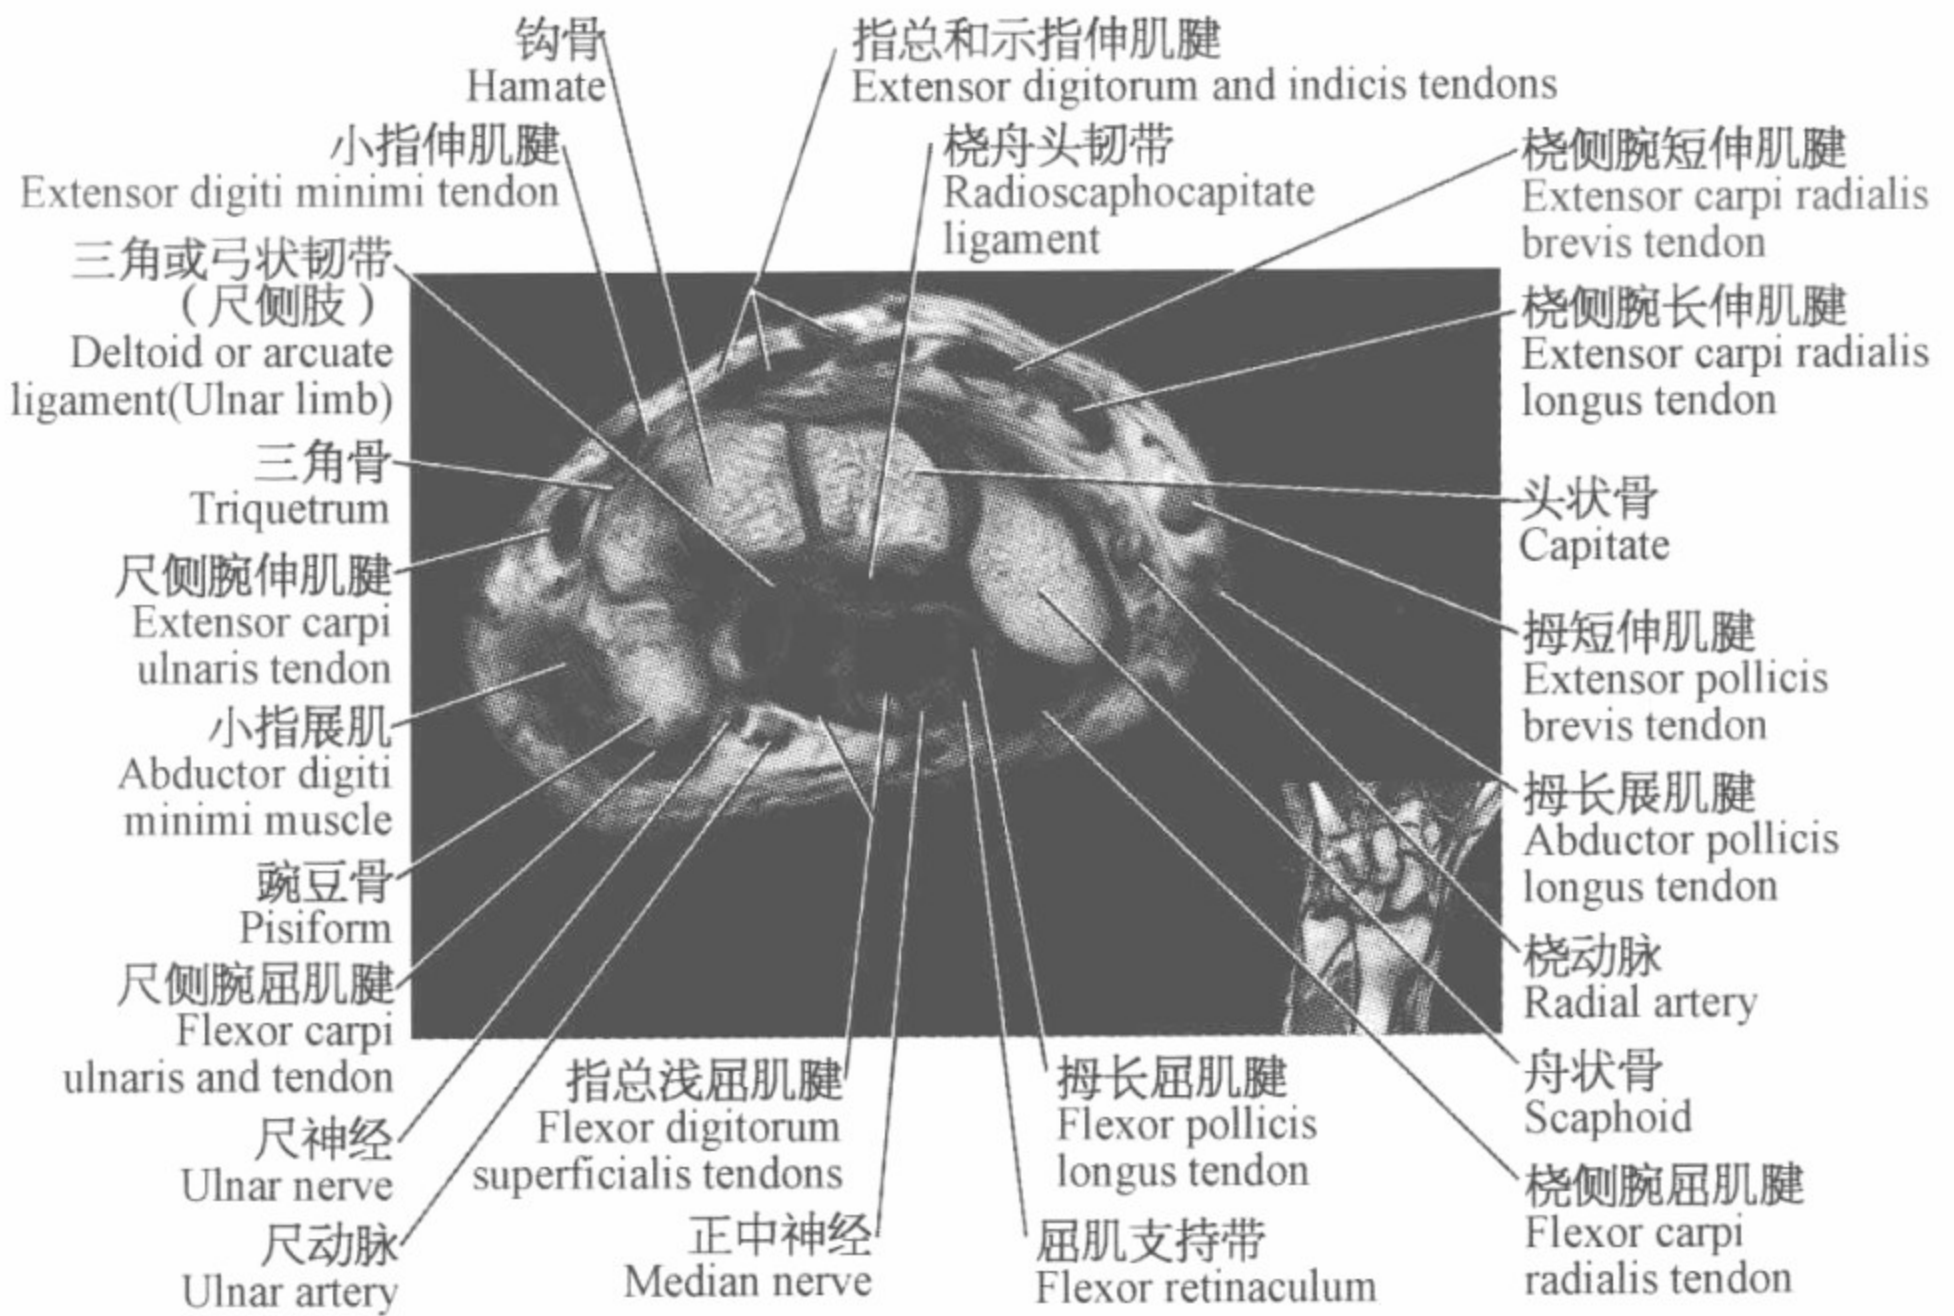 钩骨
Hamate
小指伸肌腱
Extensor digiti minimi tendon
三角或弓状韧带
（尺侧肢）
Deltoid or arcuate
ligament(Ulnar limb)
三角骨
Triquetrum
尺侧腕伸肌腱
Extensor carpi
ulnaris tendon
小指展肌
Abductor digiti
minimi muscle
豌豆骨
Pisiform
尺侧腕屈肌腱
Flexor carpi
ulnaris and tendon
尺神经
Ulnar nerve
尺动脉
Ulnar artery
指总和示指伸肌腱
Extensor digitorum and indicis tendons
桡舟头韧带
Radioscaphocapitate
ligament
桡侧腕短伸肌腱
Extensor carpi radialis
brevis tendon
桡侧腕长伸肌腱
Extensor carpi radialis
longus tendon
头状骨
Capitate
拇短伸肌腱
Extensor pollicis
brevis tendon
拇长展肌腱
Abductor pollicis
longus tendon
桡动脉
Radial artery
舟状骨
Scaphoid
桡侧腕屈肌腱
Flexor carpi
radialis tendon
指总浅屈肌腱
Flexor digitorum
superficialis tendons
正中神经
Median nerve
拇长屈肌腱
Flexor pollicis
longus tendon
屈肌支持带
Flexor retinaculum